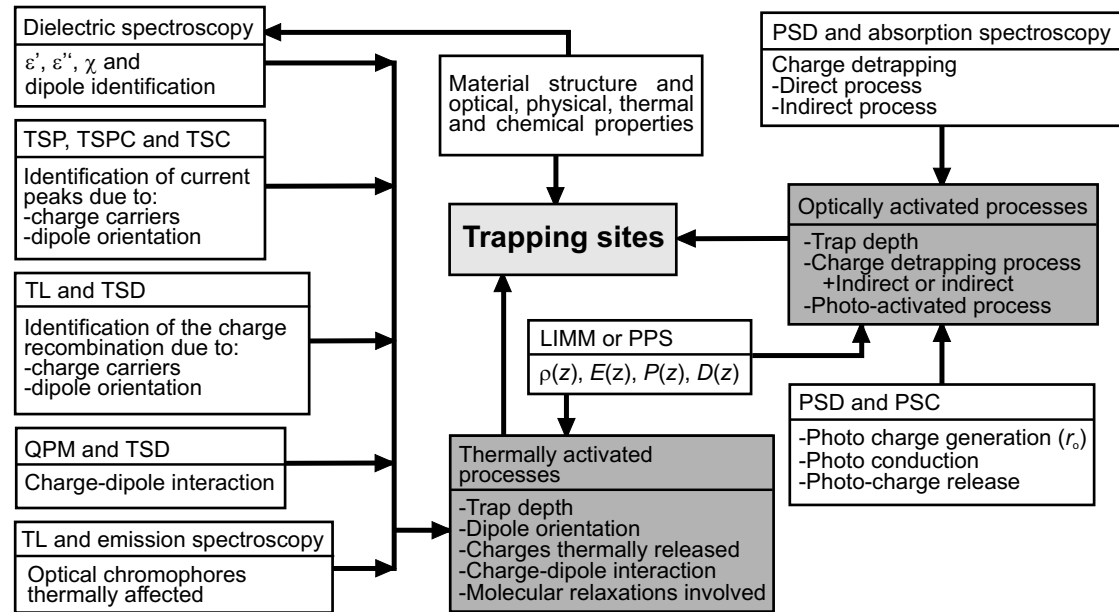 Dielectric spectroscopy
ε’, ε”, χ and
dipole identification
TSP, TSPC and TSC
Identification of current
peaks due to:
-charge carriers
-dipole orientation
TL and TSD
Identification of the charge
recombination due to:
-charge carriers
-dipole orientation
QPM and TSD
Charge-dipole interaction
TL and emission spectroscopy
Optical chromophores
thermally affected
Material structure and
optical, physical, thermal
and chemical properties
Trapping sites
LIMM or PPS
ρ(z), E(z), P(z), D(z)
Thermally activated
processes
-Trap depth
-Dipole orientation
-Charges thermally released
-Charge-dipole interaction
-Molecular relaxations involved
PSD and absorption spectroscopy
Charge detrapping
-Direct process
-Indirect process
Optically activated processes
-Trap depth
-Charge detrapping process
+Indirect or indirect
-Photo-activated process
PSD and PSC
-Photo charge generation (rₒ)
-Photo conduction
-Photo-charge release